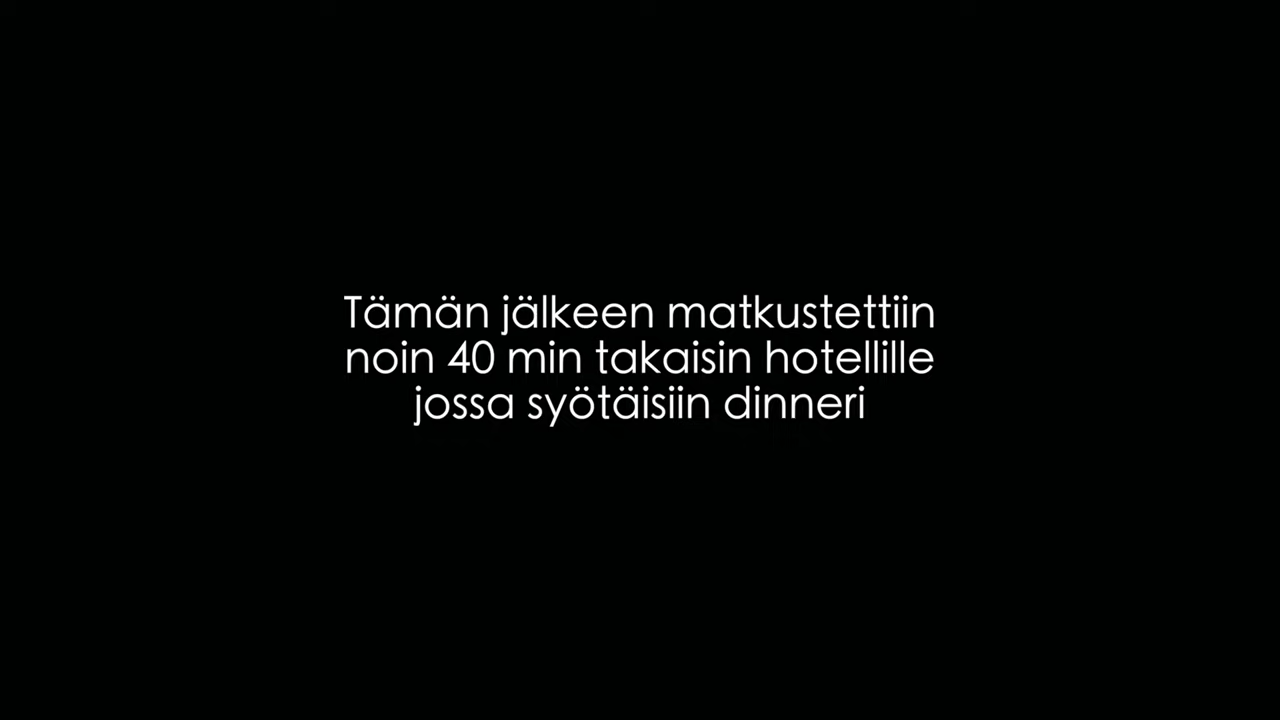 Tämän jälkeen matkustettiin
noin 40 min takaisin hotellille
jossa syötäisiin dinneri